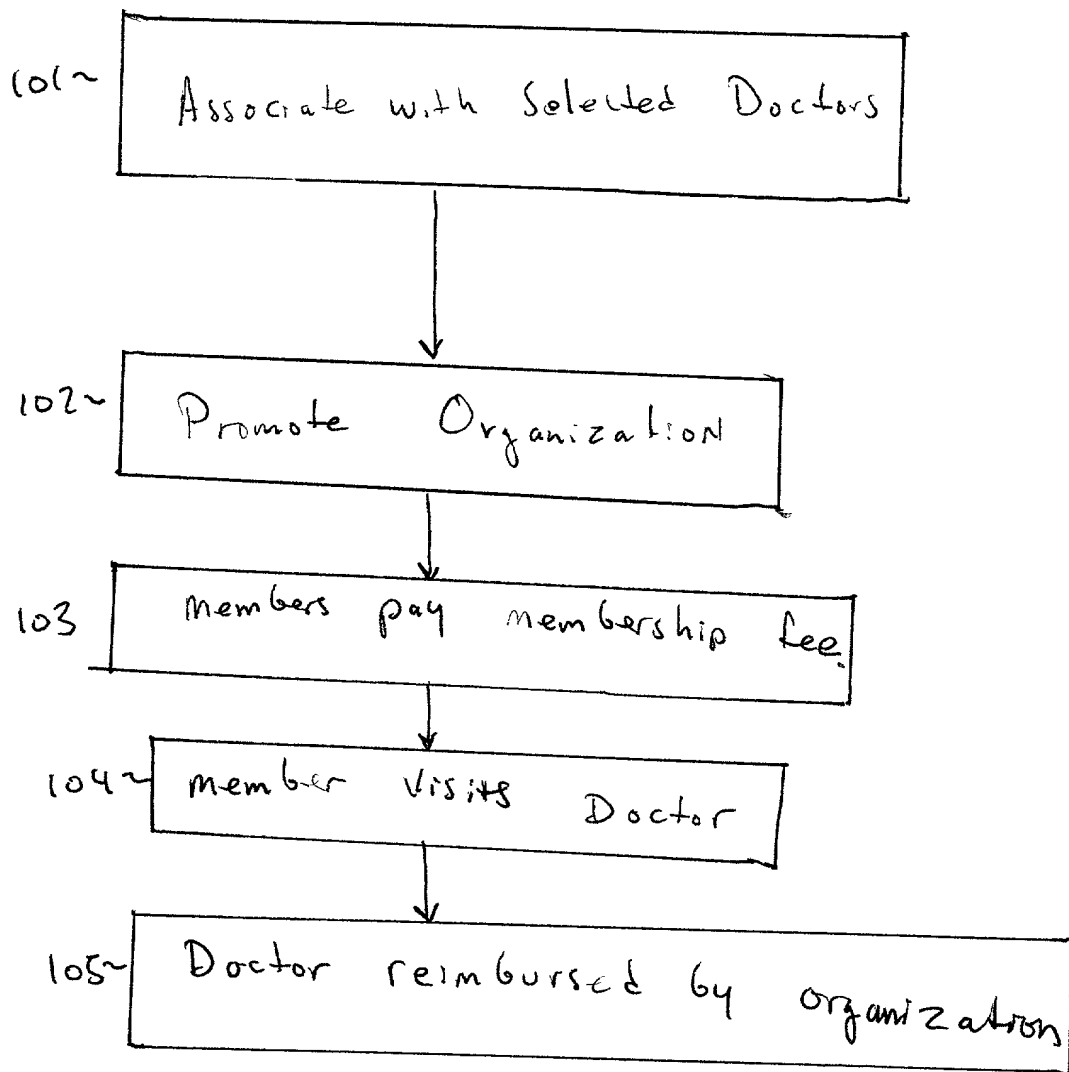 101~ Associate with Selected Doctors
102~ Promote Organization
103 members pay membership fee.
104~ member visits Doctor
105~ Doctor reimbursed by organization